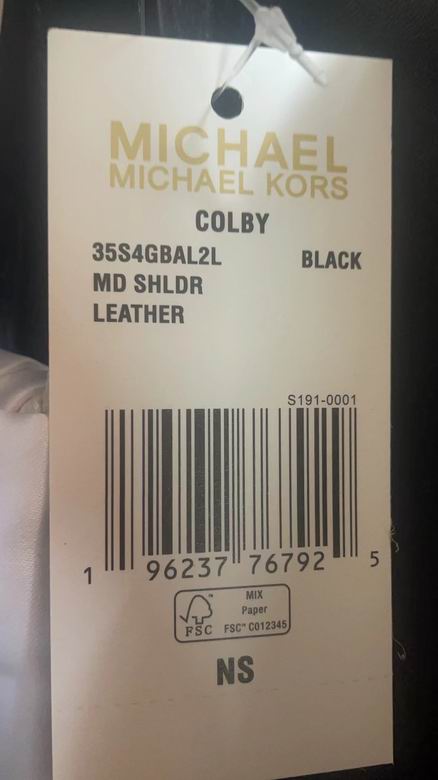 MICHAEL
MICHAEL KORS
COLBY
35S4GBAL2L BLACK
MD SHLDR
LEATHER
S191-0001
1 96237 76792 5
FSC
MIX
Paper
FSC™ C012345
NS